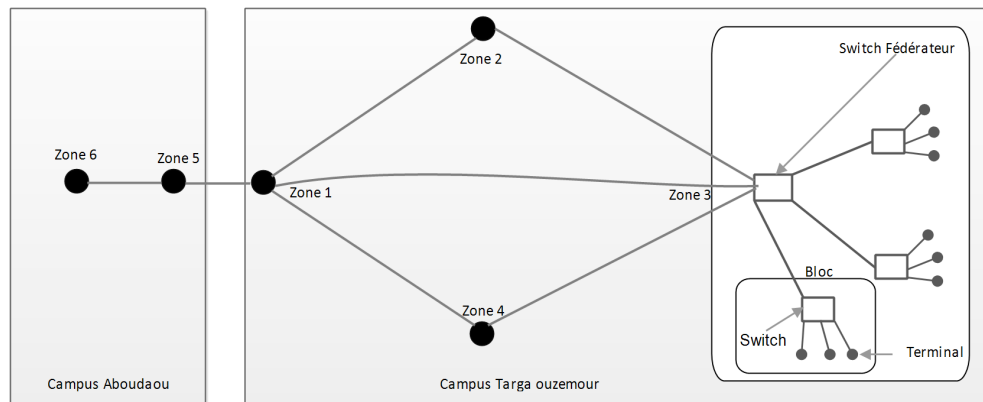 Switch Fédérateur
Zone 2
Zone 6
Zone 5
Zone 1
Zone 3
Bloc
Zone 4
Switch
Terminal
Campus Aboudaou
Campus Targa ouzemour